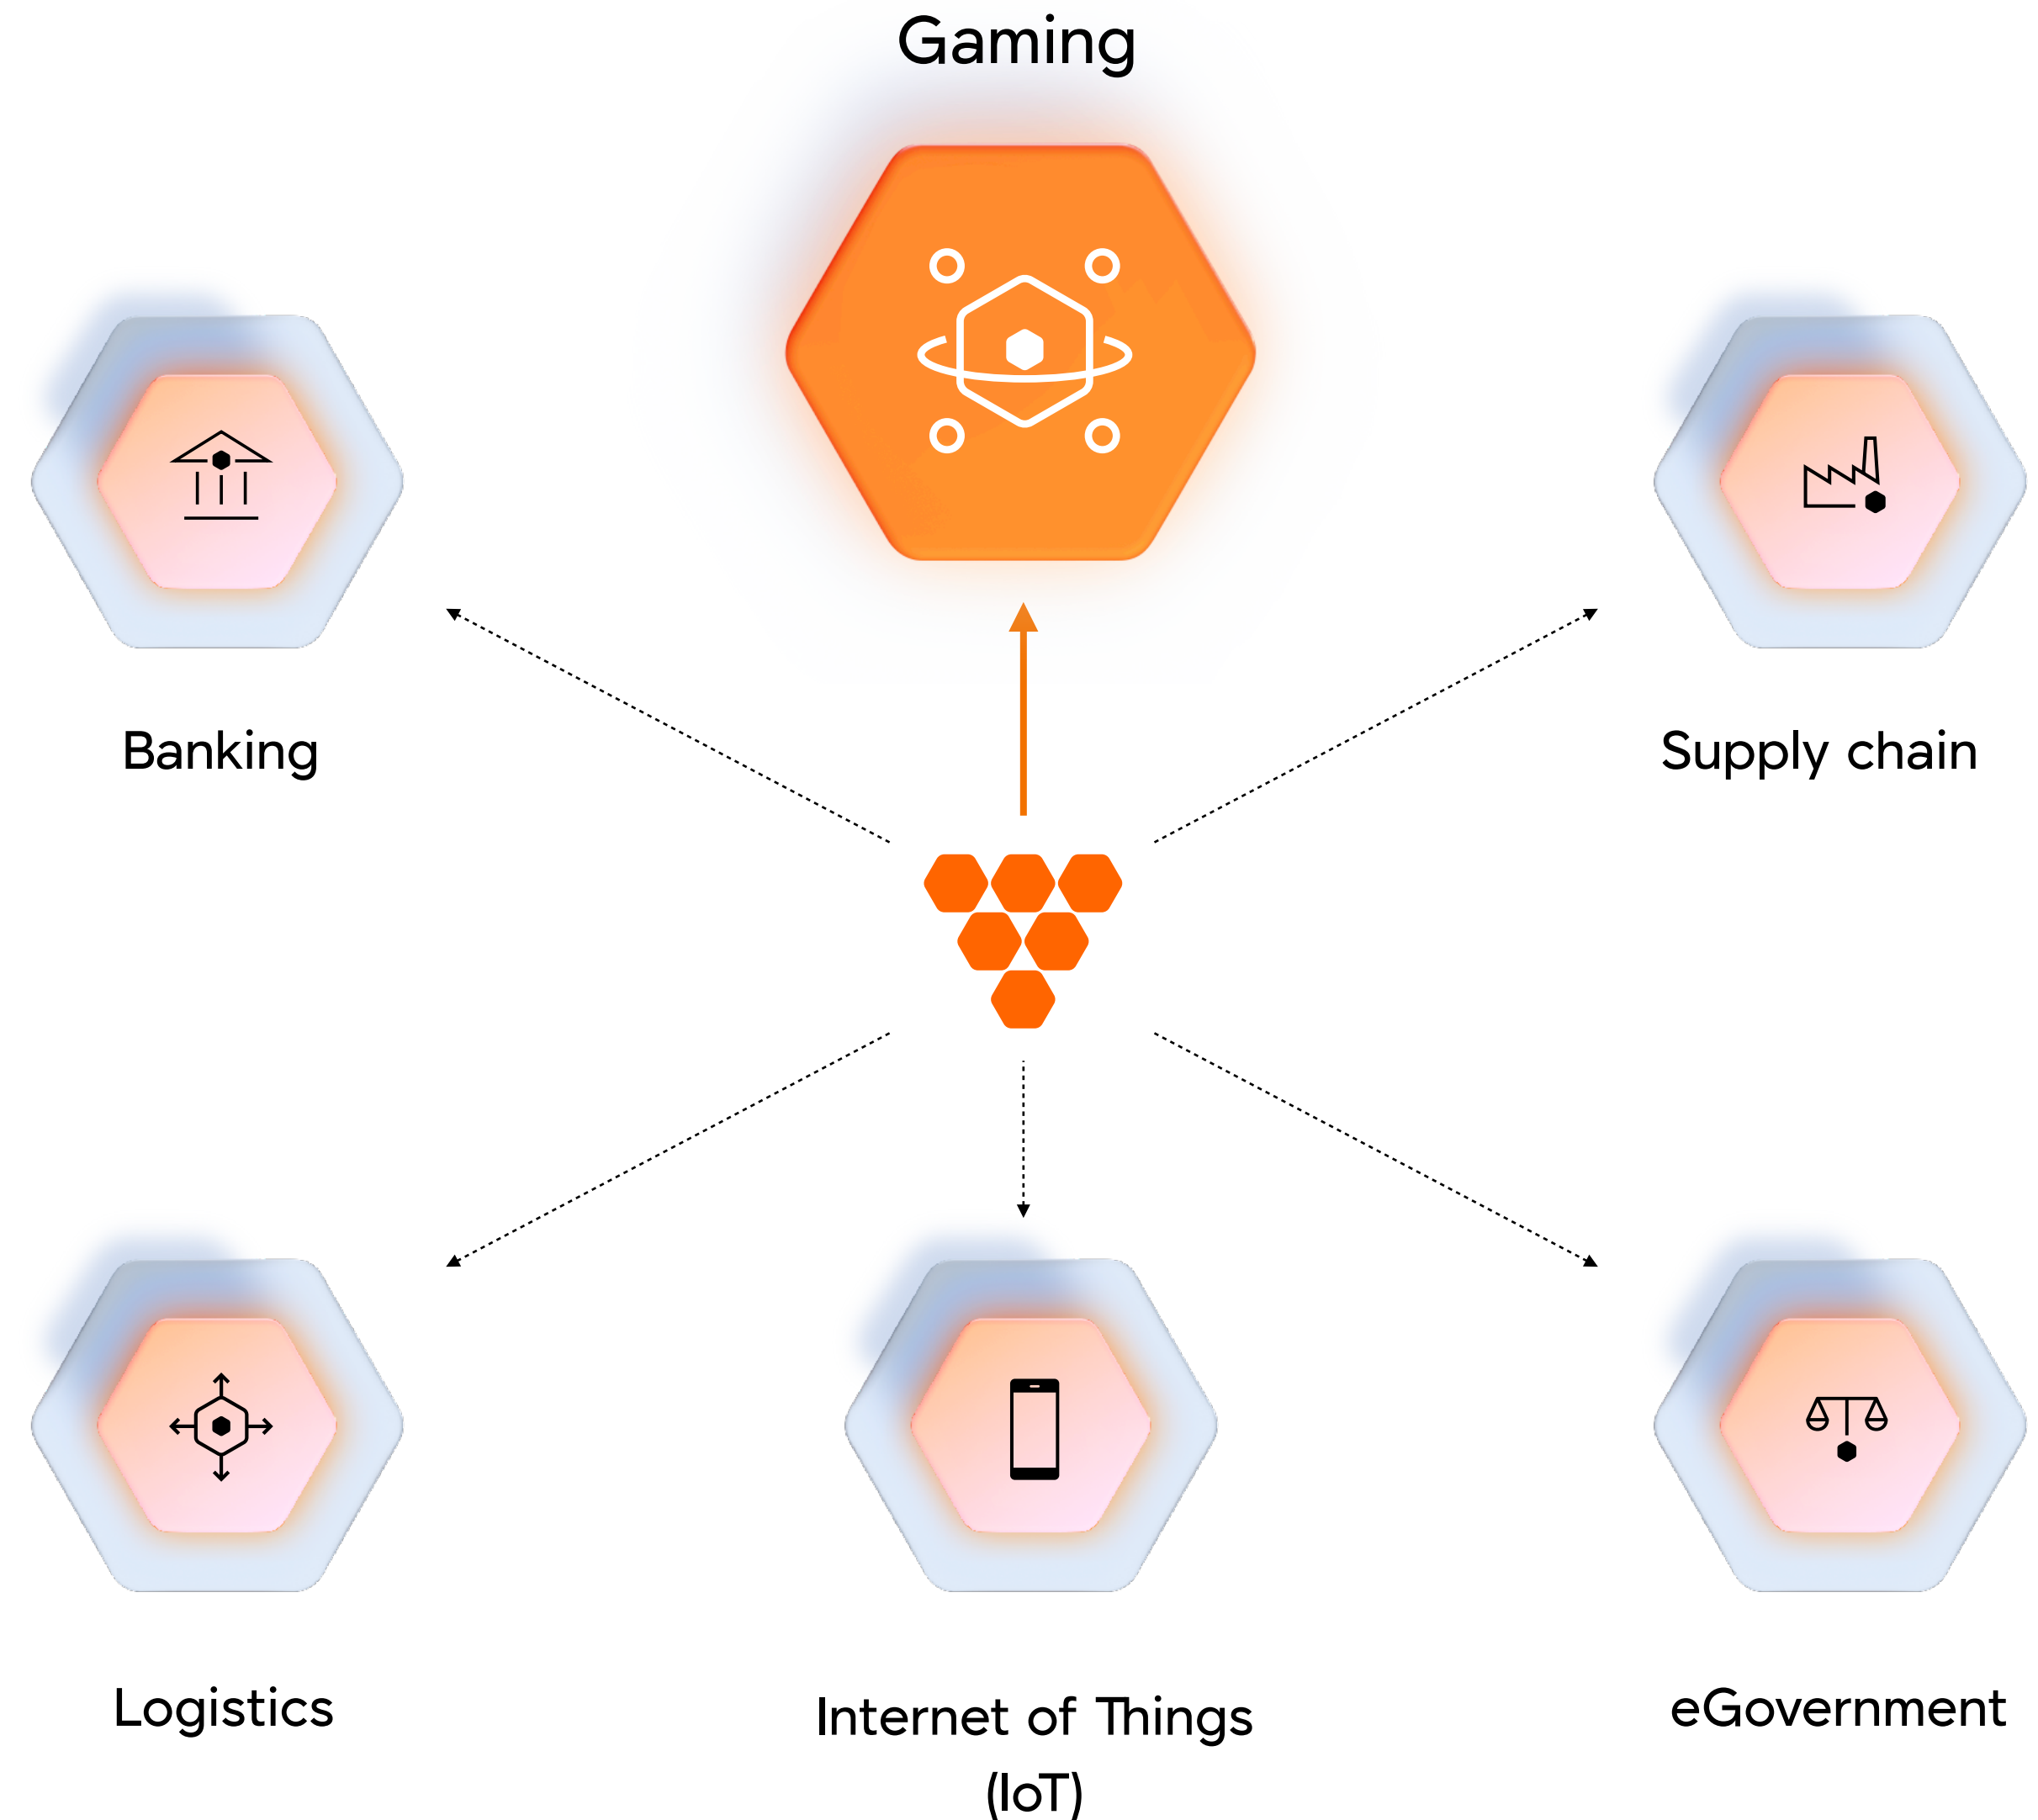 Gaming
Banking
Supply chain
Logistics
Internet of Things
(IoT)
eGovernment